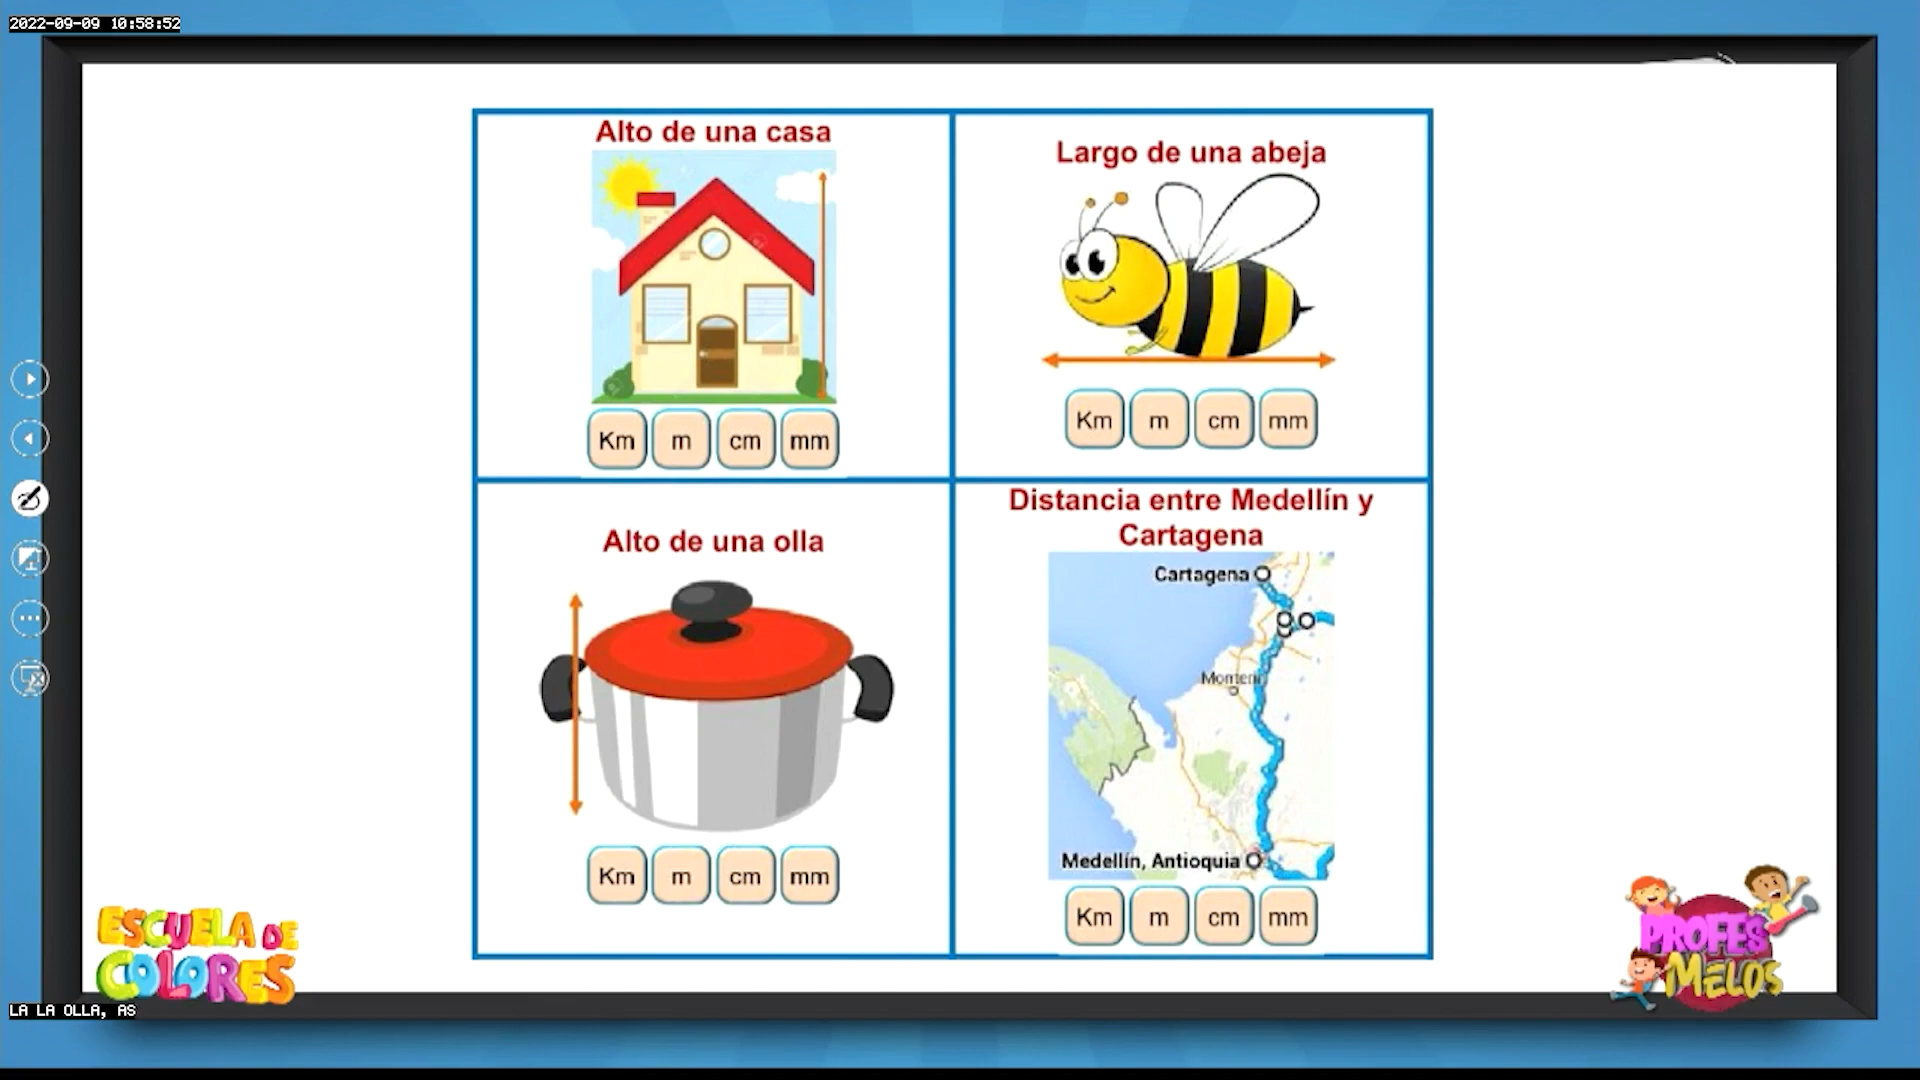 2022-09-09 10:58:52
Alto de una casa
Km m cm mm
Largo de una abeja
Km m cm mm
Alto de una olla
Km m cm mm
Distancia entre Medellín y
Cartagena
Cartagena
Medellín, Antioquia
Km m cm mm
ESCUELA DE
COLORES
PROFES
MELOS
LA LA OLLA, AS